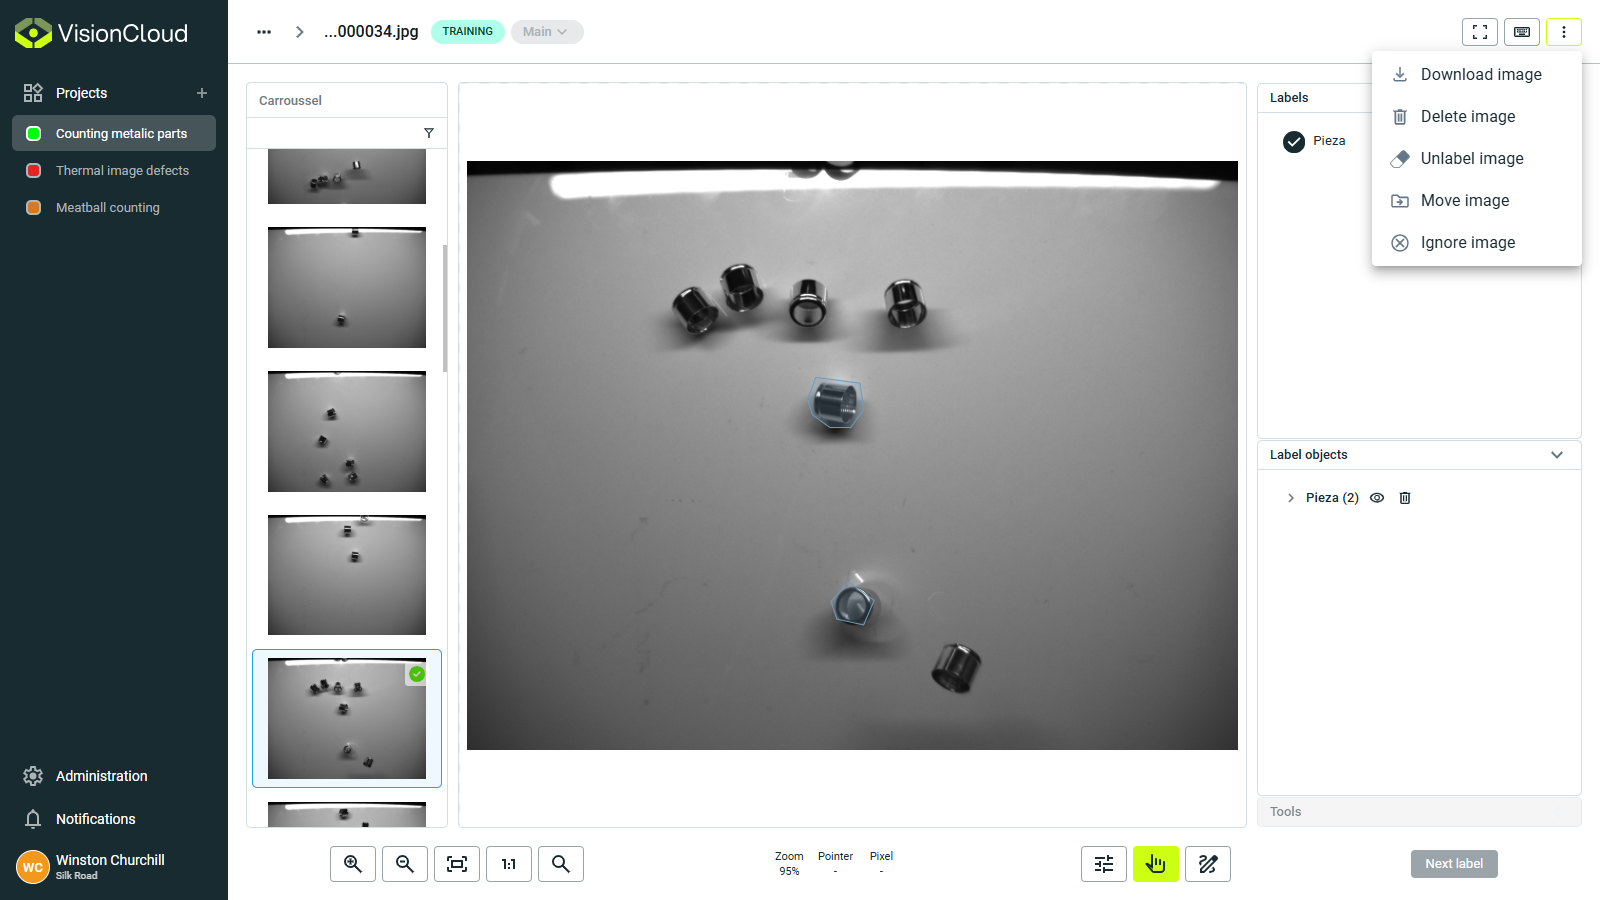 VisionCloud
Projects
Counting metalic parts
Thermal image defects
Meatball counting
Administration
Notifications
WC
Winston Churchill
Silk Road
...000034.jpg
TRAINING
Main
Download image
Delete image
Unlabel image
Move image
Ignore image
Carroussel
Labels
Pieza
Label objects
Pieza (2)
Tools
1:1
Zoom Pointer Pixel
95% - -
Next label